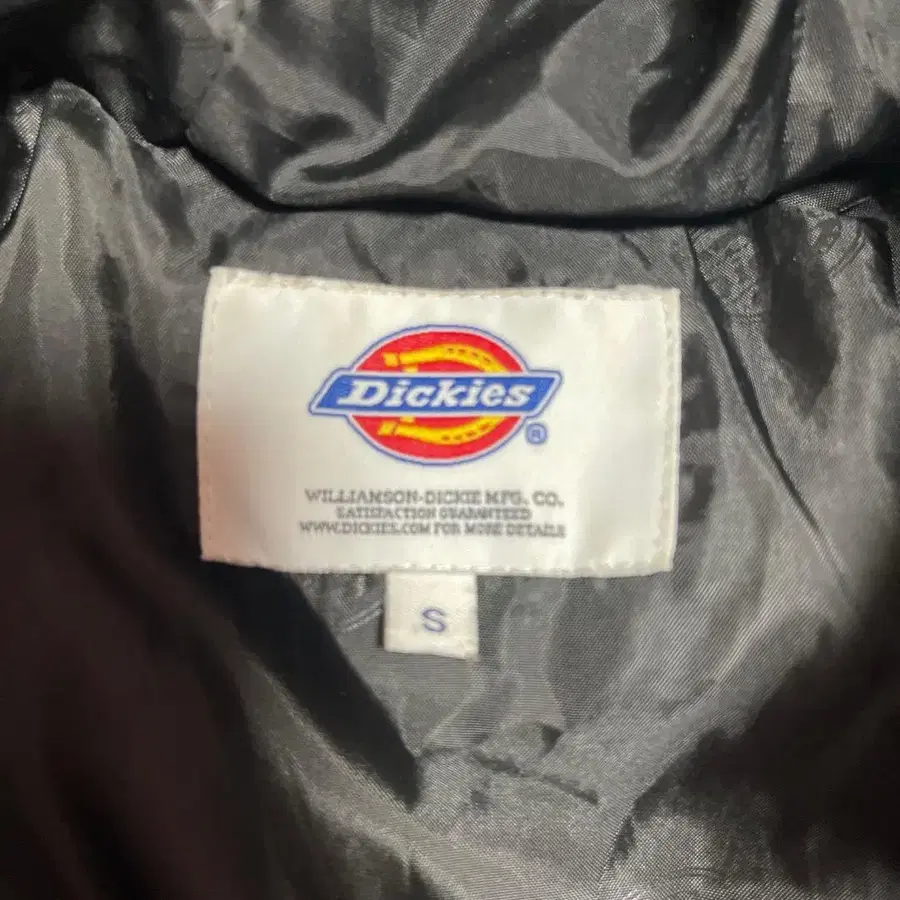 Dickies
®
WILLIAMSON-DICKIE MFG. CO.
SATISFACTION GUARANTEED
WWW.DICKIES.COM FOR MORE DETAILS
S